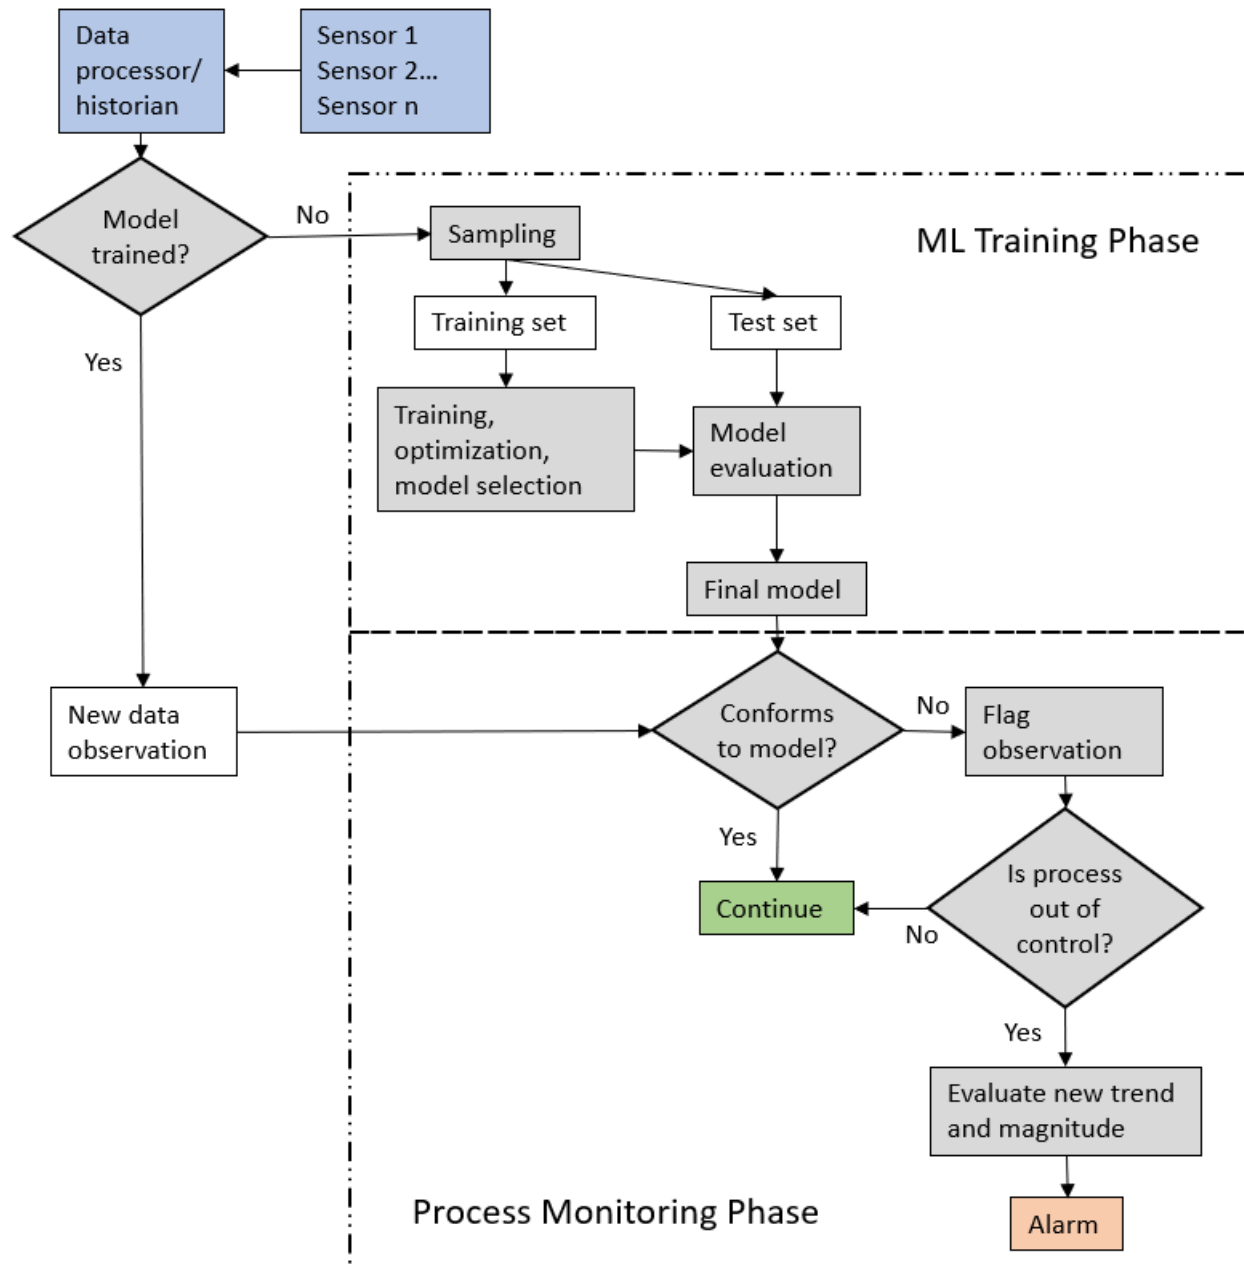 Data
processor/
historian
Sensor 1
Sensor 2...
Sensor n
Model
trained?
No
Sampling
ML Training Phase
Training set
Test set
Yes
Training,
optimization,
model selection
Model
evaluation
Final model
New data
observation
Conforms
to model?
No
Flag
observation
Yes
Continue
Is process
out of
control?
No
Yes
Evaluate new trend
and magnitude
Process Monitoring Phase
Alarm